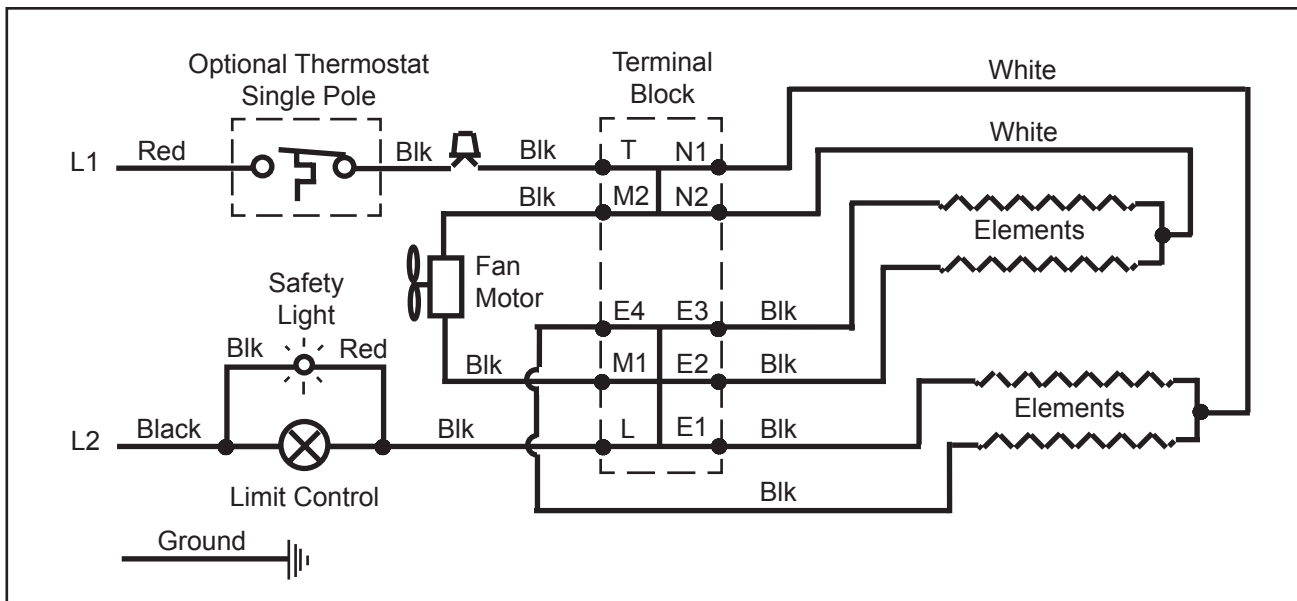 Optional Thermostat
Single Pole
Terminal
Block
White
White
L1
Red
Blk
Blk
T
N1
Blk
M2
N2
Elements
Fan
Motor
Safety
Light
Blk
Red
E4
E3
Blk
Blk
M1
E2
Blk
Elements
L2
Black
Blk
L
E1
Blk
Limit Control
Blk
Ground